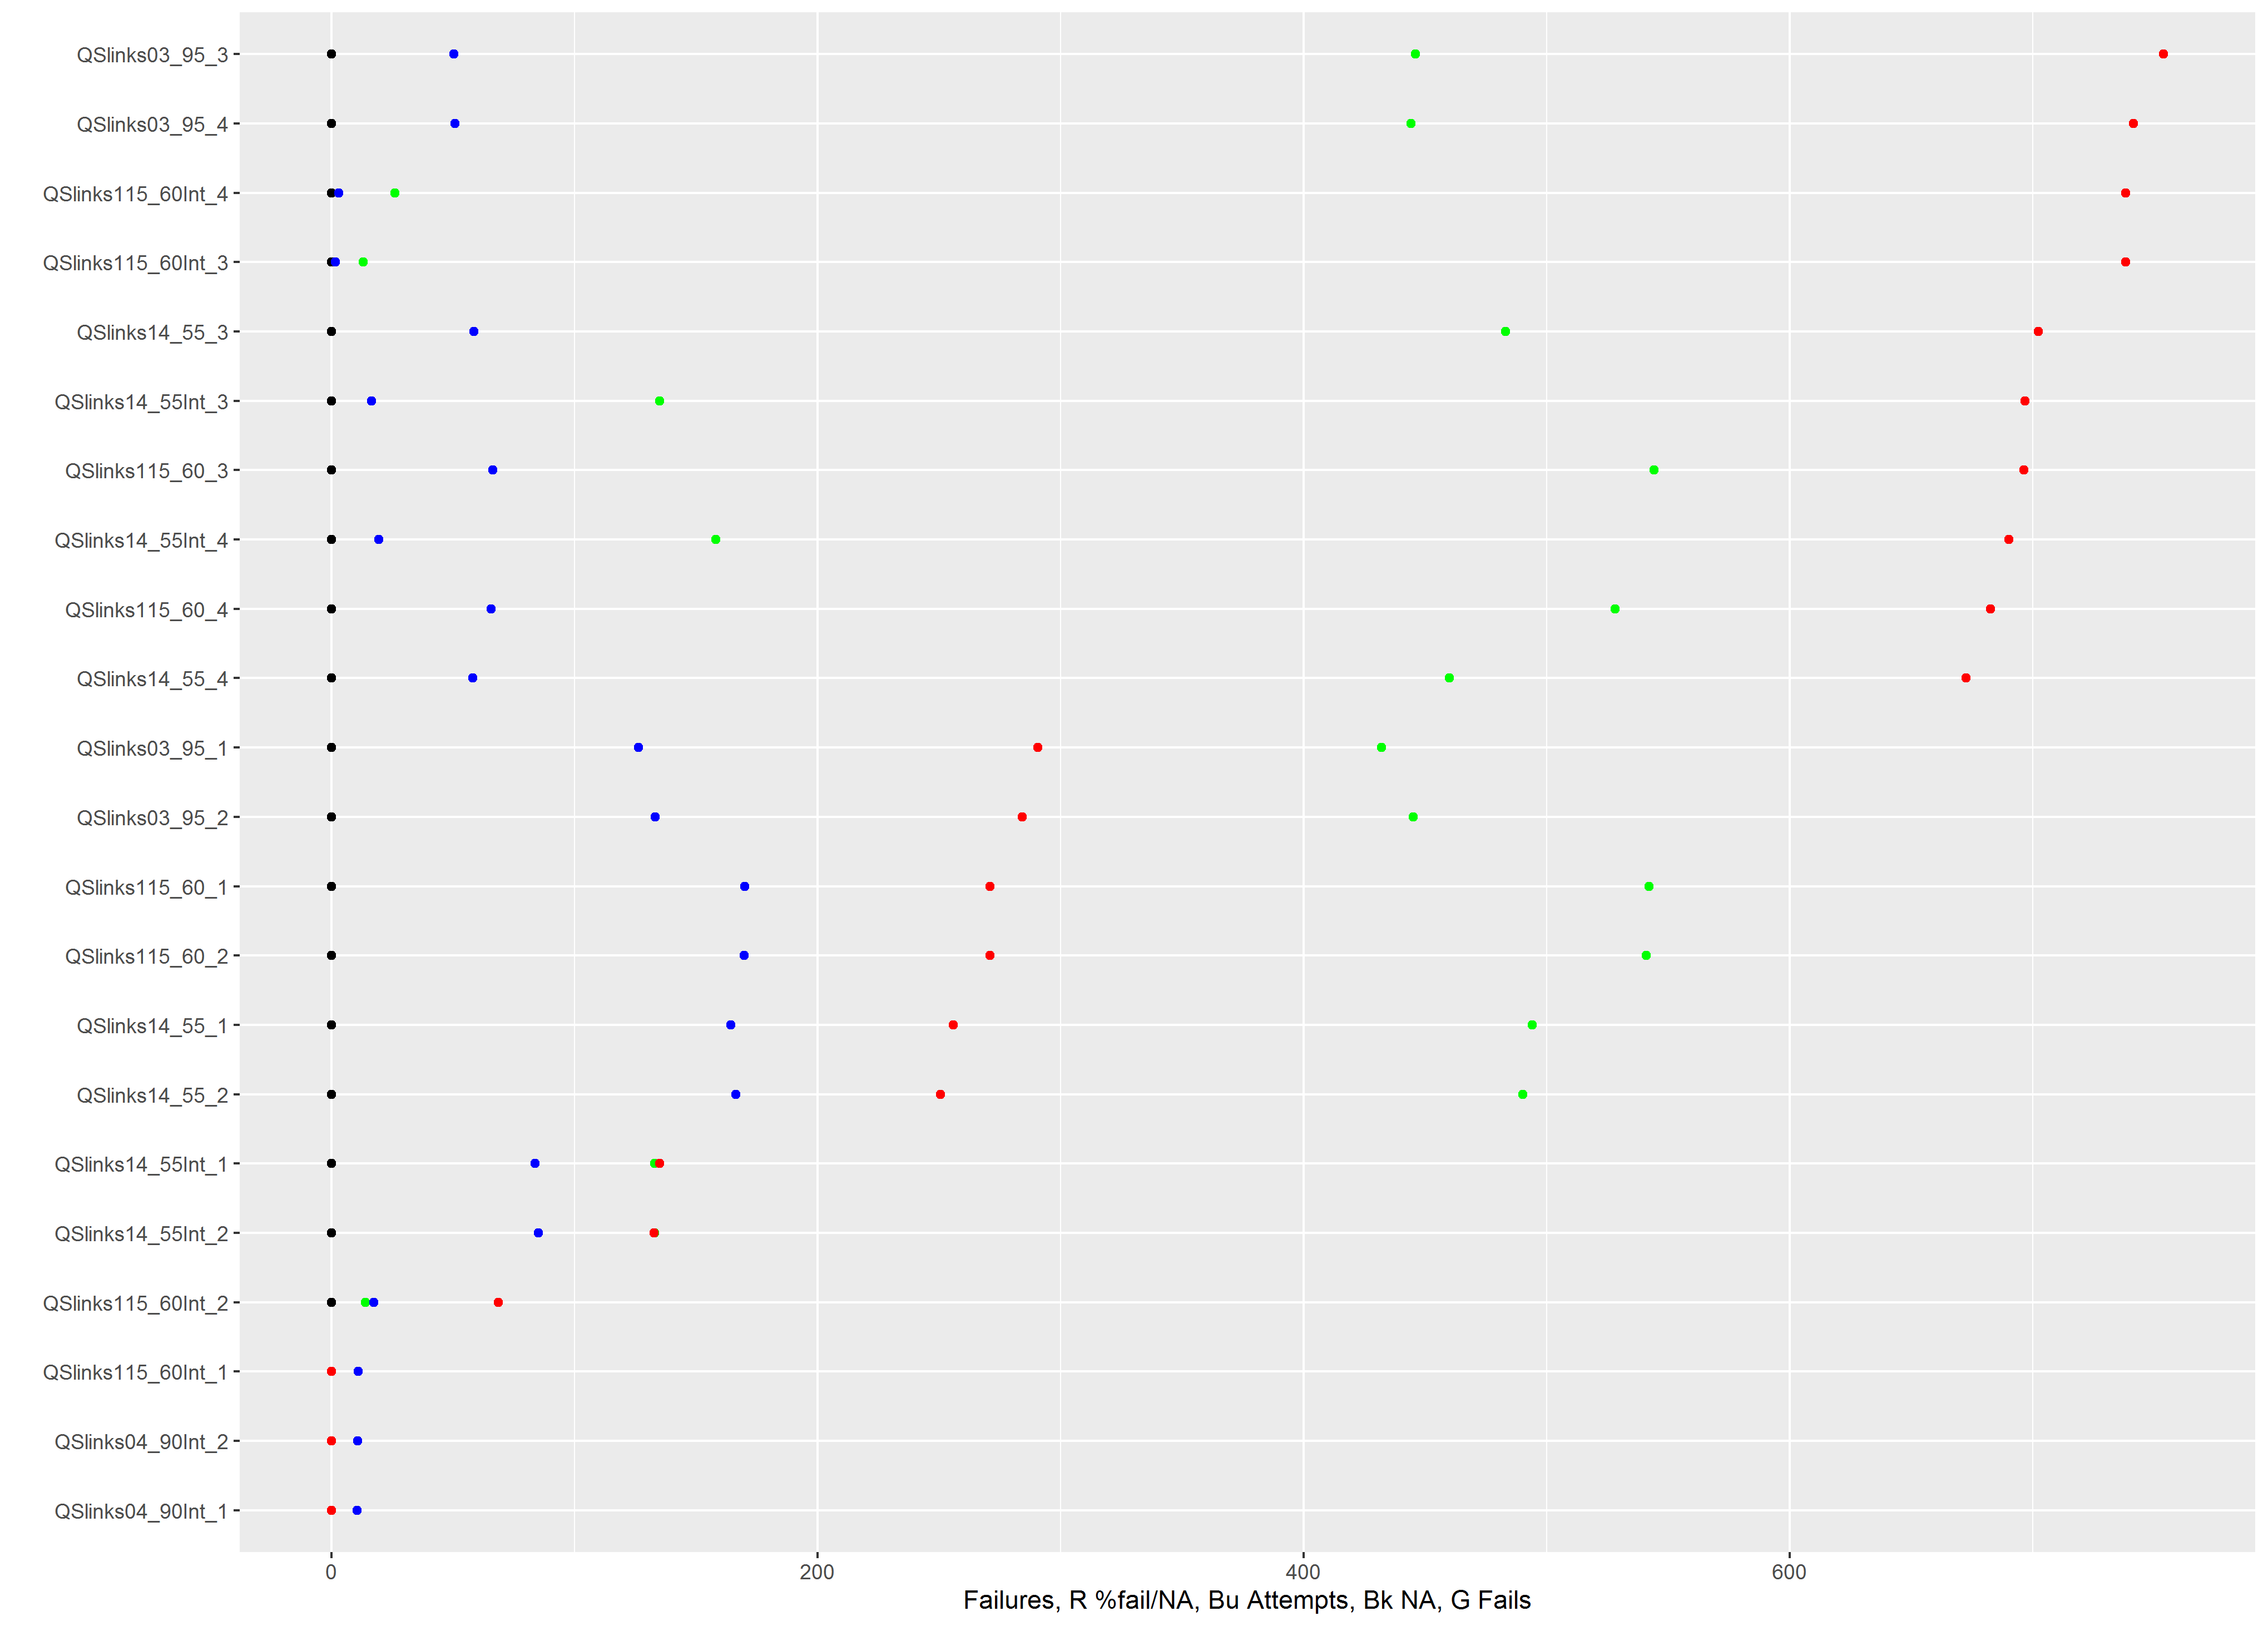 QSlinks03_95_3
QSlinks03_95_4
QSlinks115_60Int_4
QSlinks115_60Int_3
QSlinks14_55_3
QSlinks14_55Int_3
QSlinks115_60_3
QSlinks14_55Int_4
QSlinks115_60_4
QSlinks14_55_4
QSlinks03_95_1
QSlinks03_95_2
QSlinks115_60_1
QSlinks115_60_2
QSlinks14_55_1
QSlinks14_55_2
QSlinks14_55Int_1
QSlinks14_55Int_2
QSlinks115_60Int_2
QSlinks115_60Int_1
QSlinks04_90Int_2
QSlinks04_90Int_1
0 200 400 600
Failures, R %fail/NA, Bu Attempts, Bk NA, G Fails